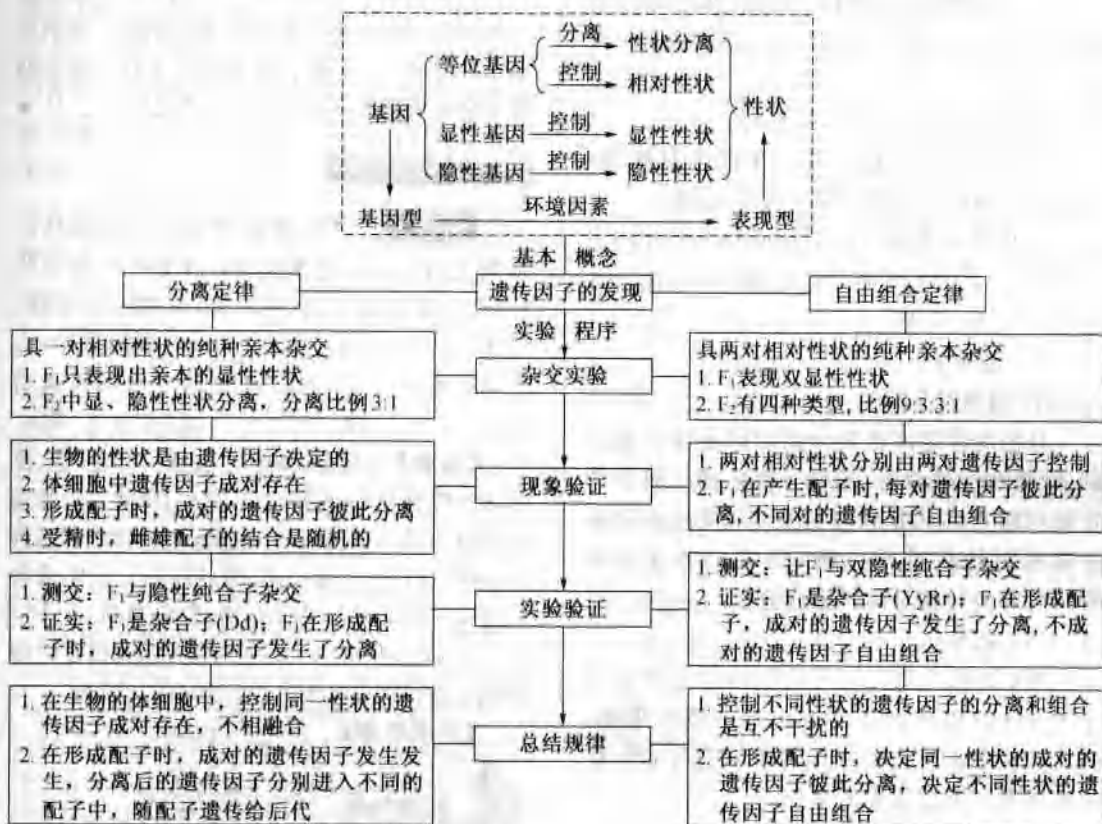 分离
等位基因
性状分离
控制
相对性状
基因
性状
显性基因
控制
显性性状
隐性基因
控制
隐性性状
环境因素
基因型
表现型
基本 概念
分离定律
遗传因子的发现
自由组合定律
实验 程序
具一对相对性状的纯种亲本杂交
1. F₁只表现出亲本的显性性状
2. F₂中显、隐性性状分离，分离比例3:1
杂交实验
具两对相对性状的纯种亲本杂交
1. F₁表现双显性性状
2. F₂有四种类型, 比例9:3:3:1
1. 生物的性状是由遗传因子决定的
2. 体细胞中遗传因子成对存在
3. 形成配子时，成对的遗传因子彼此分离
4. 受精时，雌雄配子的结合是随机的
现象验证
1. 两对相对性状分别由两对遗传因子控制
2. F₁在产生配子时, 每对遗传因子彼此分
离, 不同对的遗传因子自由组合
1. 测交：F₁与隐性纯合子杂交
2. 证实：F₁是杂合子(Dd)；F₁在形成配
子时，成对的遗传因子发生了分离
实验验证
1. 测交：让F₁与双隐性纯合子杂交
2. 证实：F₁是杂合子(YyRr)；F₁在形成配
子，成对的遗传因子发生了分离, 不成
对的遗传因子自由组合
1. 在生物的体细胞中，控制同一性状的遗
传因子成对存在，不相融合
2. 在形成配子时，成对的遗传因子发生发
生，分离后的遗传因子分别进入不同的
配子中，随配子遗传给后代
总结规律
1. 控制不同性状的遗传因子的分离和组合
是互不干扰的
2. 在形成配子时，决定同一性状的成对的
遗传因子彼此分离，决定不同性状的遗
传因子自由组合